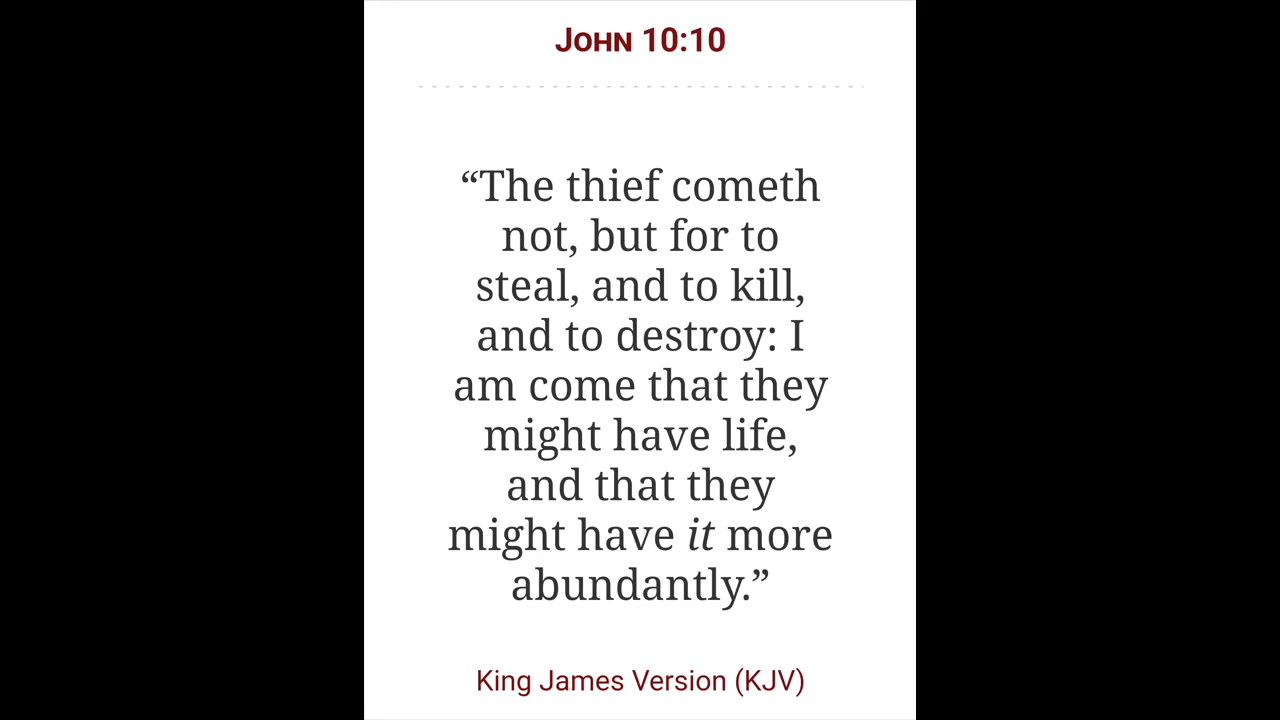 John 10:10
“The thief cometh
not, but for to
steal, and to kill,
and to destroy: I
am come that they
might have life,
and that they
might have it more
abundantly.”
King James Version (KJV)